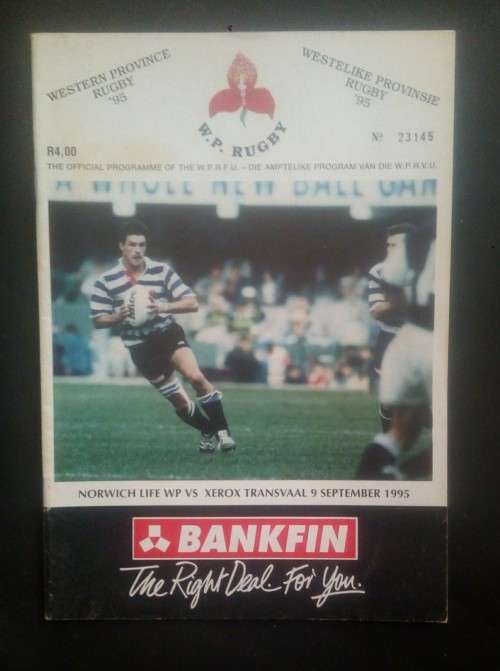 WESTERN PROVINCE
RUGBY
'95
W.P. RUGBY
WESTELIKE PROVINSIE
RUGBY
'95
Nº 23145
R4,00
THE OFFICIAL PROGRAMME OF THE W.P.R.F.U. - DIE AMPTELIKE PROGRAM VAN DIE W.P.R.V.U.
A WHOLE NEW BALL GAM
NORWICH LIFE WP VS XEROX TRANSVAAL 9 SEPTEMBER 1995
BANKFIN
The Right Deal. For You.